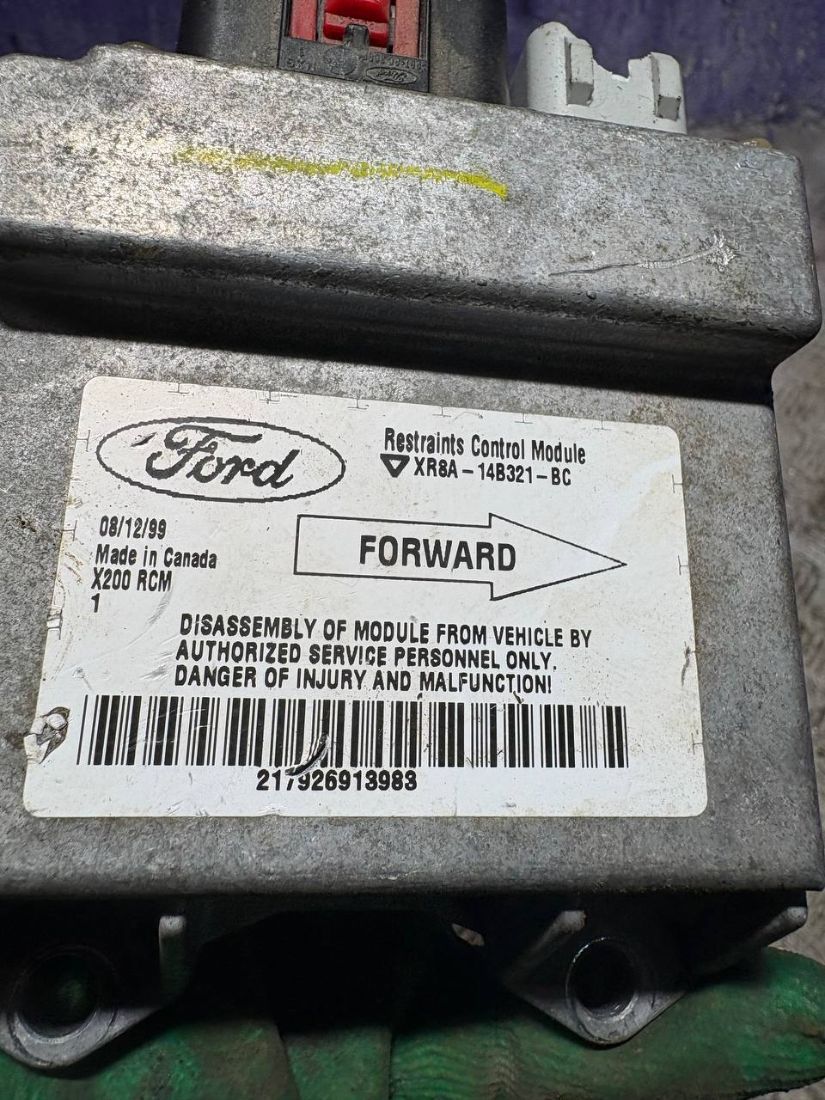 Ford
Restraints Control Module
XR8A-14B321-BC
08/12/99
Made in Canada
X200 RCM
1
FORWARD
DISASSEMBLY OF MODULE FROM VEHICLE BY
AUTHORIZED SERVICE PERSONNEL ONLY.
DANGER OF INJURY AND MALFUNCTION!
217926913983